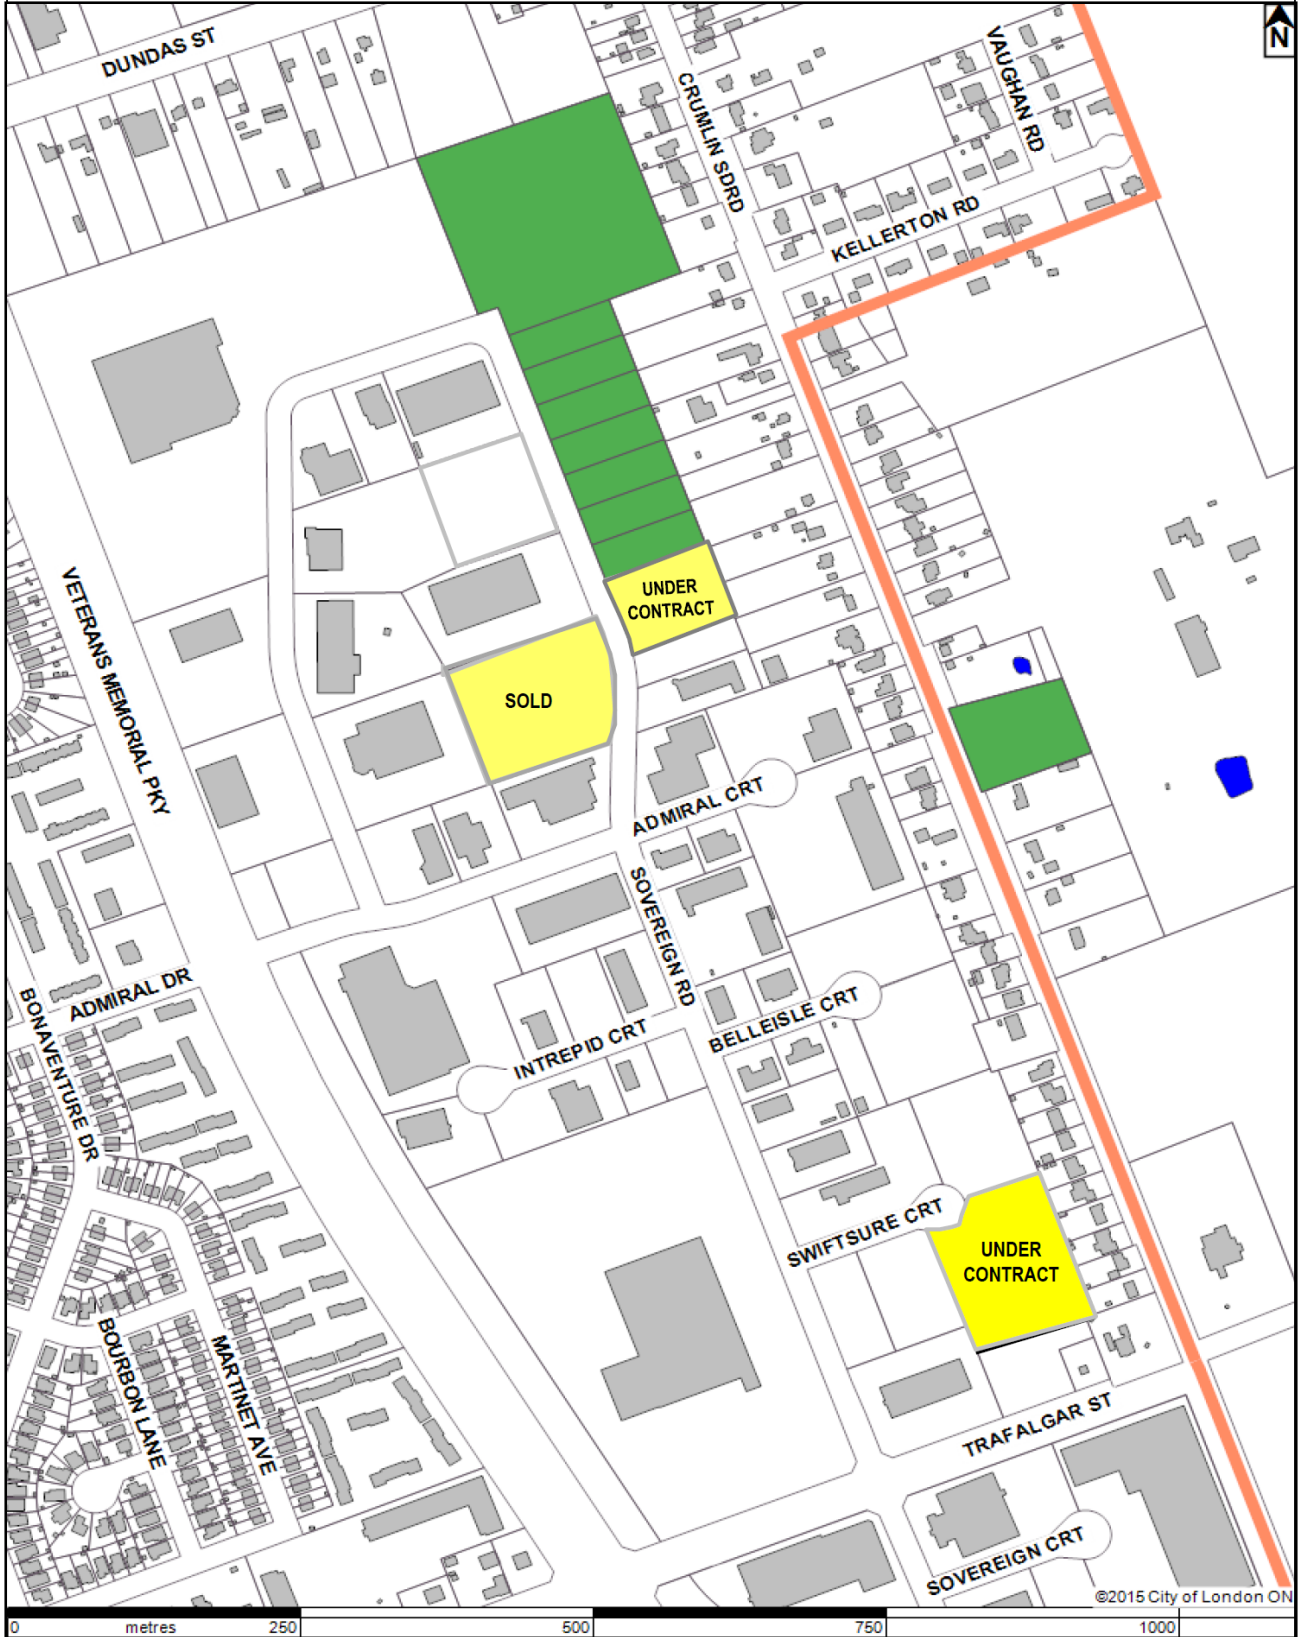 N
DUNDAS ST
CRUMLIN SDRD
VAUGHAN RD
KELLERTON RD
UNDER
CONTRACT
VETERANS MEMORIAL PKY
SOLD
ADMIRAL CRT
SOVEREIGN RD
ADMIRAL DR
BONAVENTURE DR
BELLEISLE CRT
INTREPID CRT
SWIFTSURE CRT
UNDER
CONTRACT
BOURBON LANE
MARTINET AVE
TRAFALGAR ST
SOVEREIGN CRT
©2015 City of London ON
0 metres 250 500 750 1000